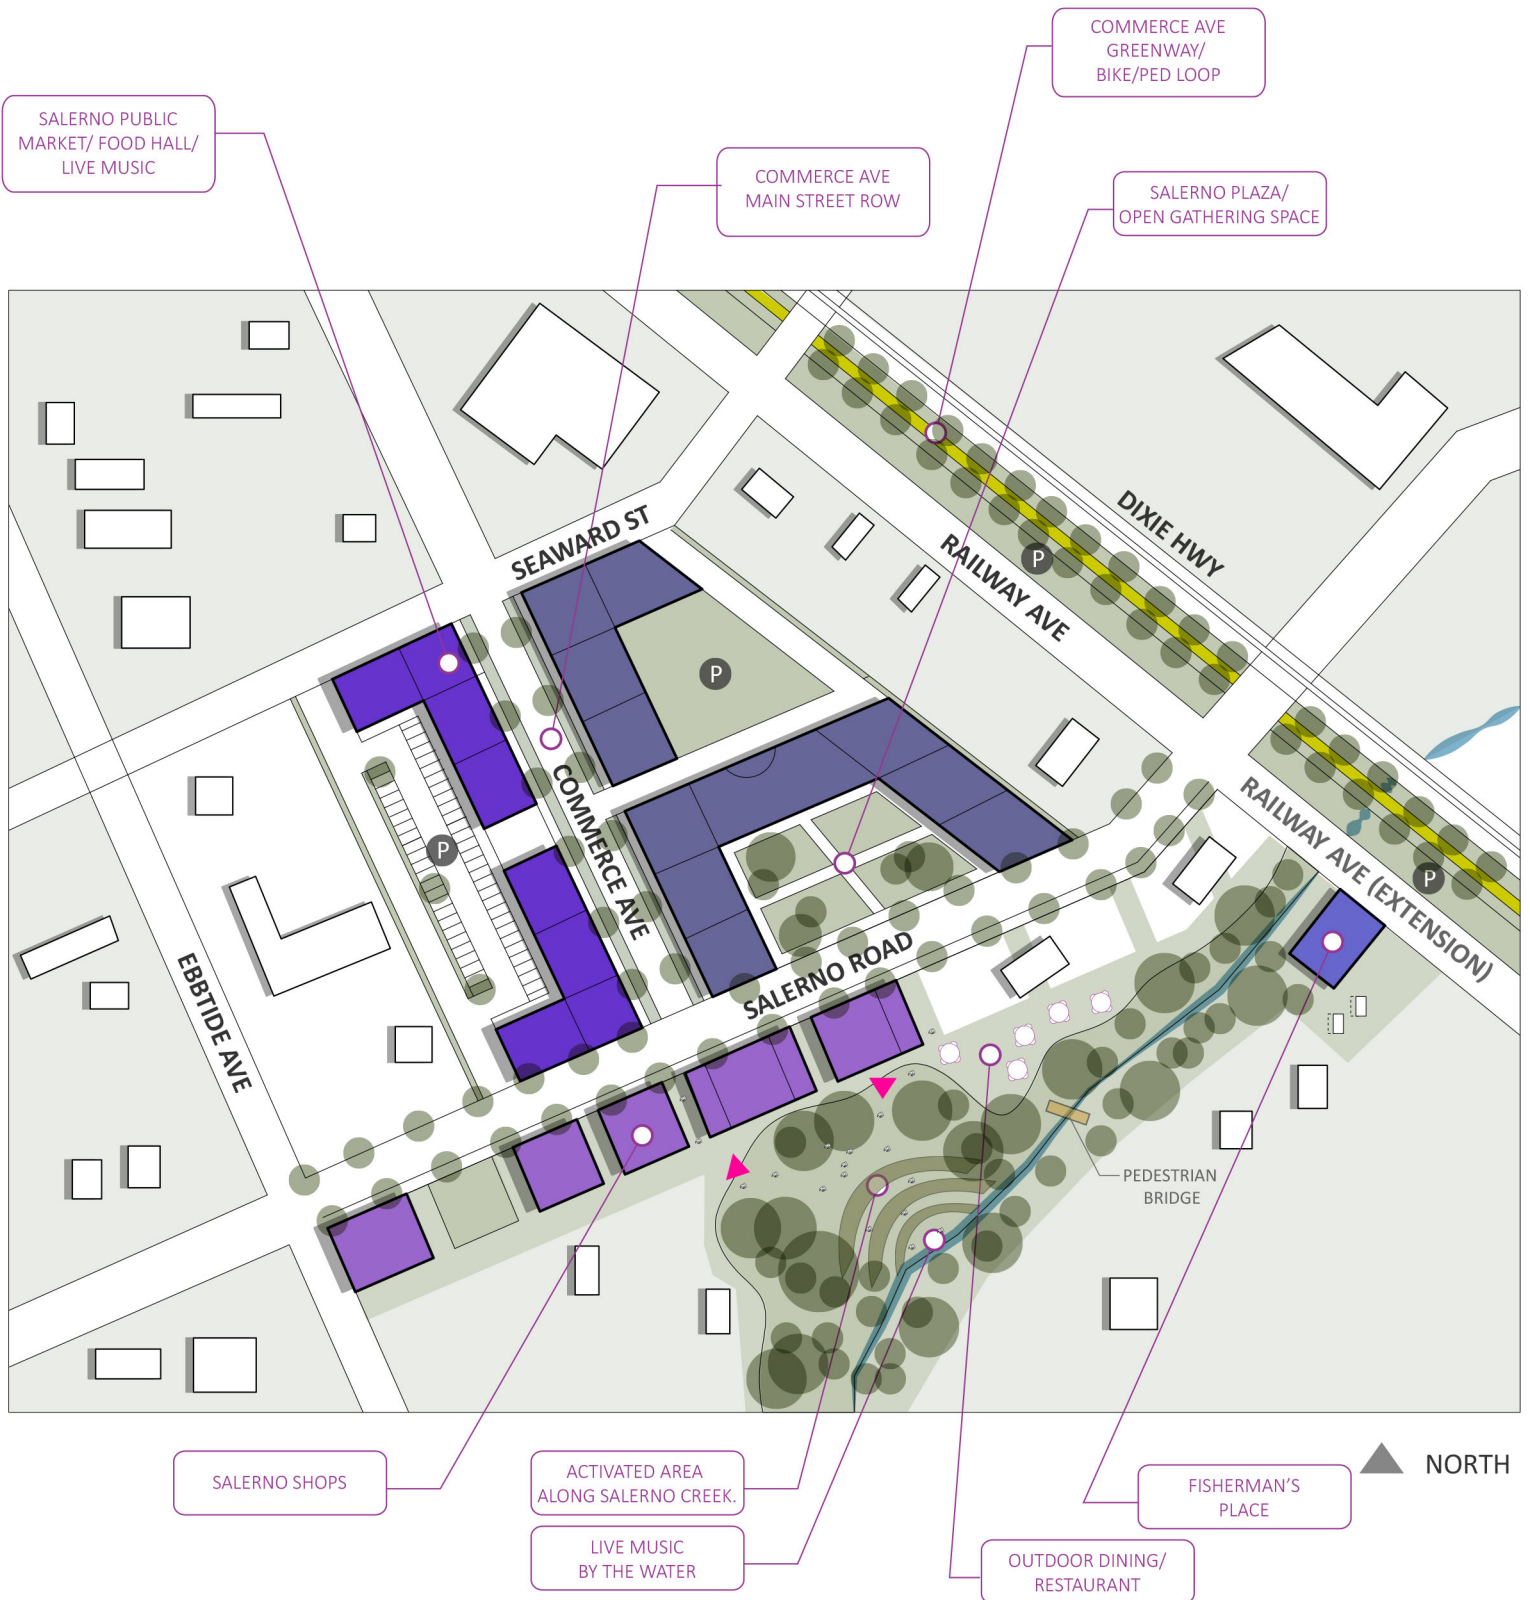 COMMERCE AVE
GREENWAY/
BIKE/PED LOOP
SALERNO PUBLIC
MARKET/ FOOD HALL/
LIVE MUSIC
COMMERCE AVE
MAIN STREET ROW
SALERNO PLAZA/
OPEN GATHERING SPACE
SEAWARD ST
DIXIE HWY
RAILWAY AVE
P
P
COMMERCE AVE
P
RAILWAY AVE (EXTENSION)
P
EBBTIDE AVE
SALERNO ROAD
PEDESTRIAN
BRIDGE
NORTH
SALERNO SHOPS
ACTIVATED AREA
ALONG SALERNO CREEK.
FISHERMAN'S
PLACE
LIVE MUSIC
BY THE WATER
OUTDOOR DINING/
RESTAURANT